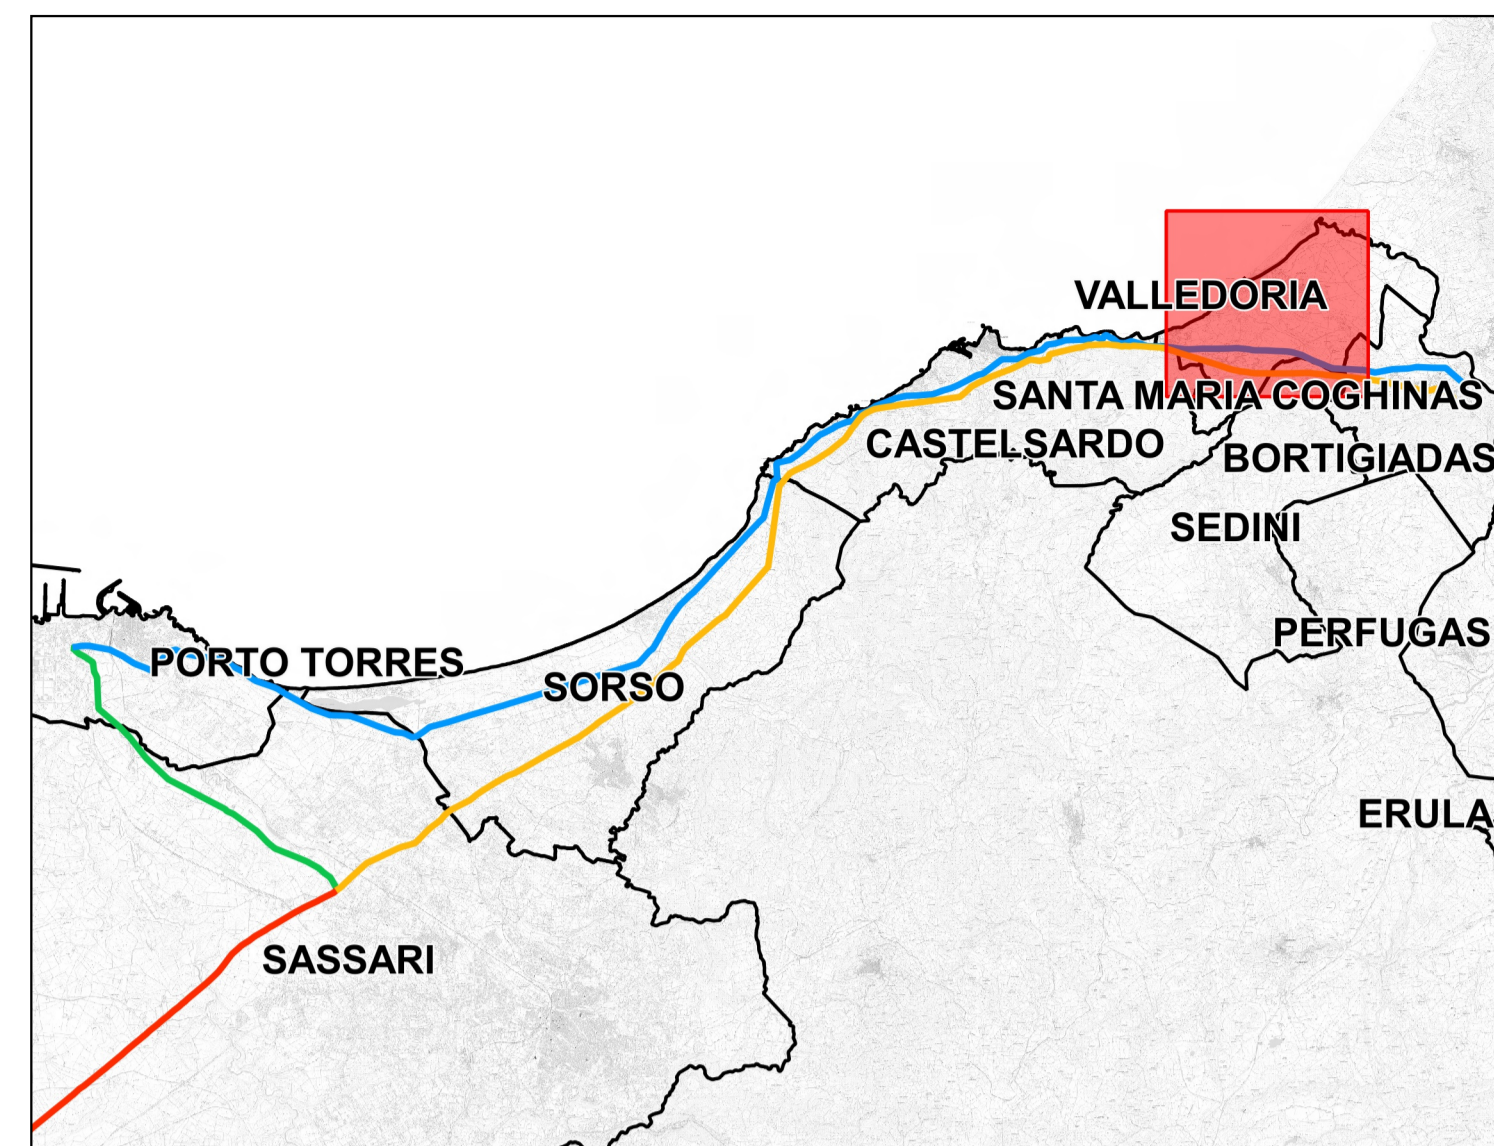 VALLEDORIA
SANTA MARIA COGHINAS
CASTELSARDO
BORTIGIADAS
SEDINI
PERFUGAS
PORTO TORRES
SORSO
ERULA
SASSARI